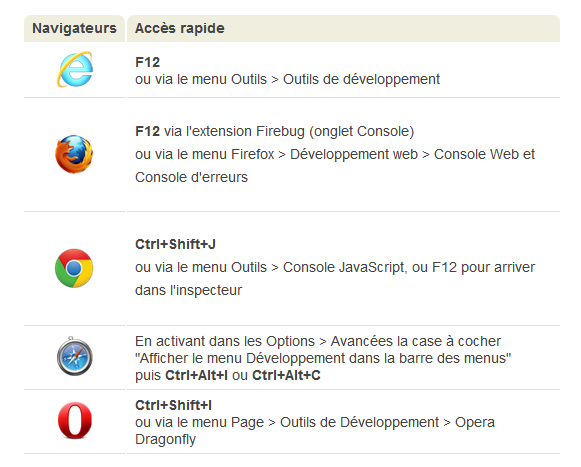 Navigateurs Accès rapide
F12
ou via le menu Outils > Outils de développement
F12 via l'extension Firebug (onglet Console)
ou via le menu Firefox > Développement web > Console Web et
Console d'erreurs
Ctrl+Shift+J
ou via le menu Outils > Console JavaScript, ou F12 pour arriver
dans l'inspecteur
En activant dans les Options > Avancées la case à cocher
"Afficher le menu Développement dans la barre des menus"
puis Ctrl+Alt+I ou Ctrl+Alt+C
Ctrl+Shift+I
ou via le menu Page > Outils de Développement > Opera
Dragonfly